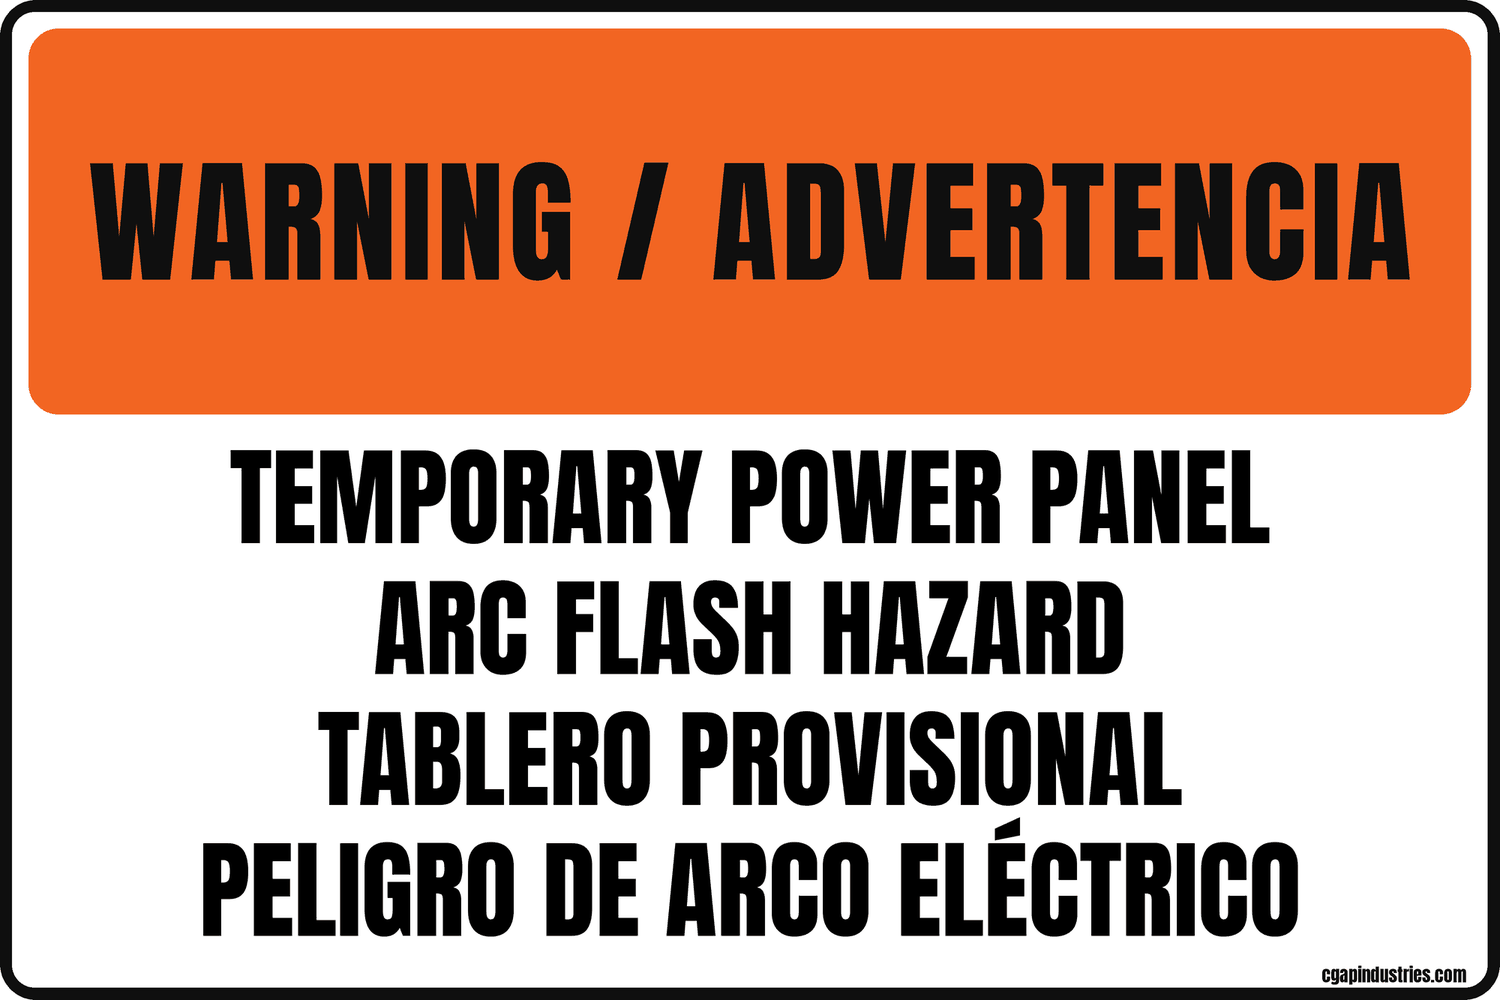 WARNING / ADVERTENCIA
TEMPORARY POWER PANEL
ARC FLASH HAZARD
TABLERO PROVISIONAL
PELIGRO DE ARCO ELÉCTRICO
cgapindustries.com